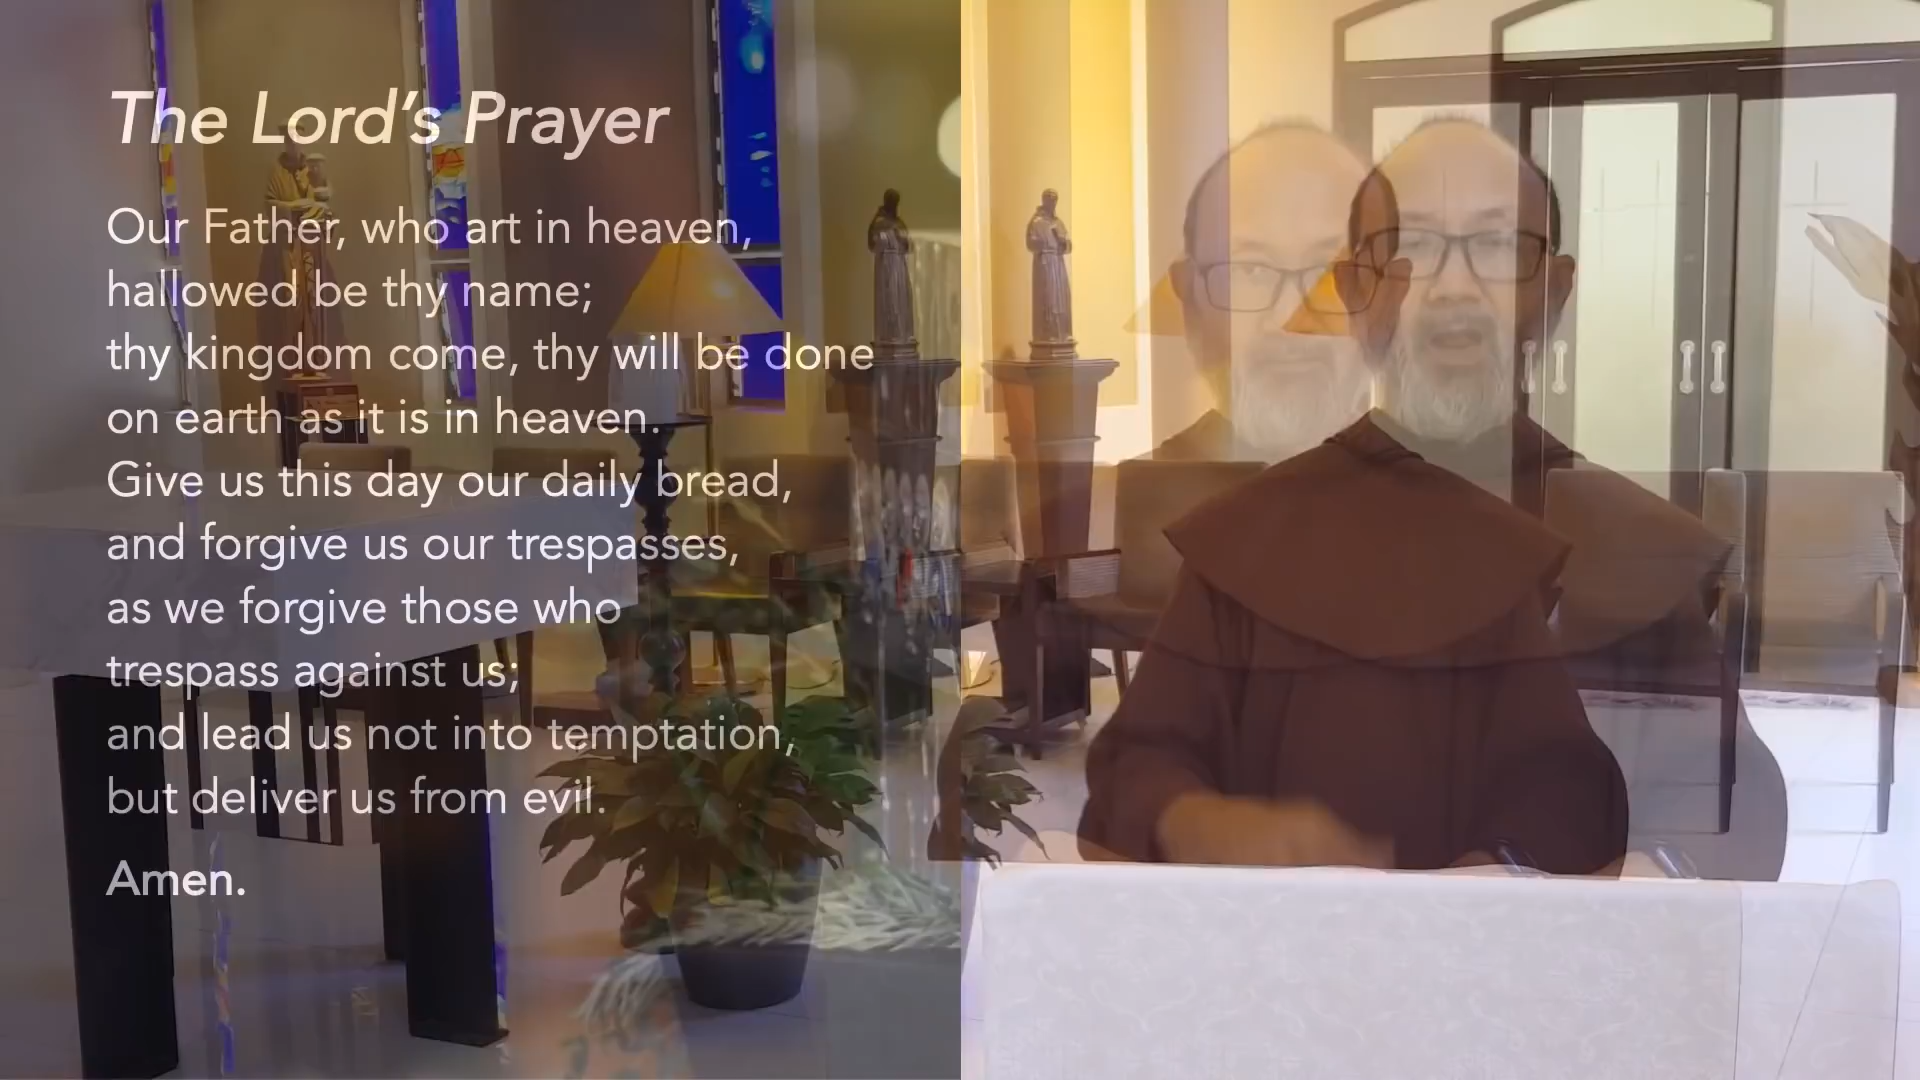 The Lord's Prayer
Our Father, who art in heaven,
hallowed be thy name;
thy kingdom come, thy will be done
on earth as it is in heaven.
Give us this day our daily bread,
and forgive us our trespasses,
as we forgive those who
trespass against us;
and lead us not into temptation,
but deliver us from evil.
Amen.